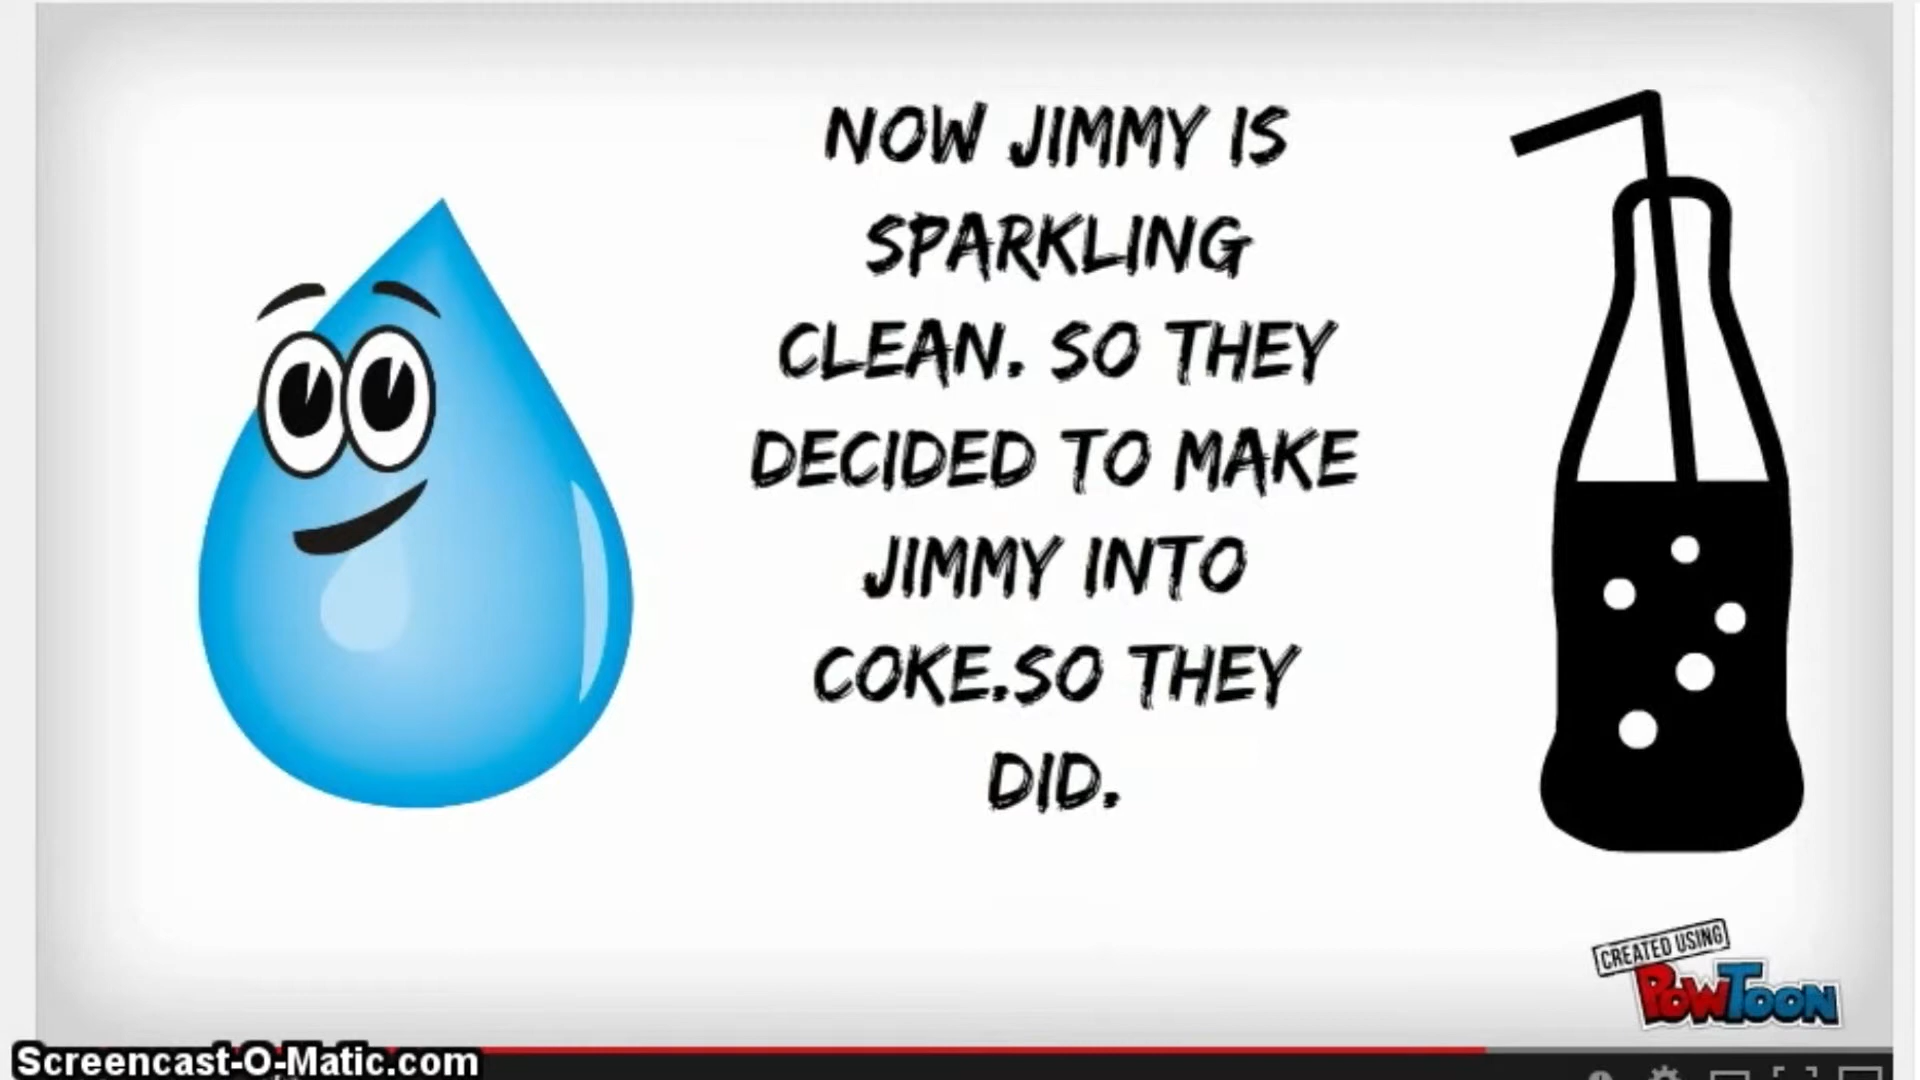 NOW JIMMY IS
SPARKLING
CLEAN. SO THEY
DECIDED TO MAKE
JIMMY INTO
COKE.SO THEY
DID.
CREATED USING
POWTOON
Screencast-O-Matic.com